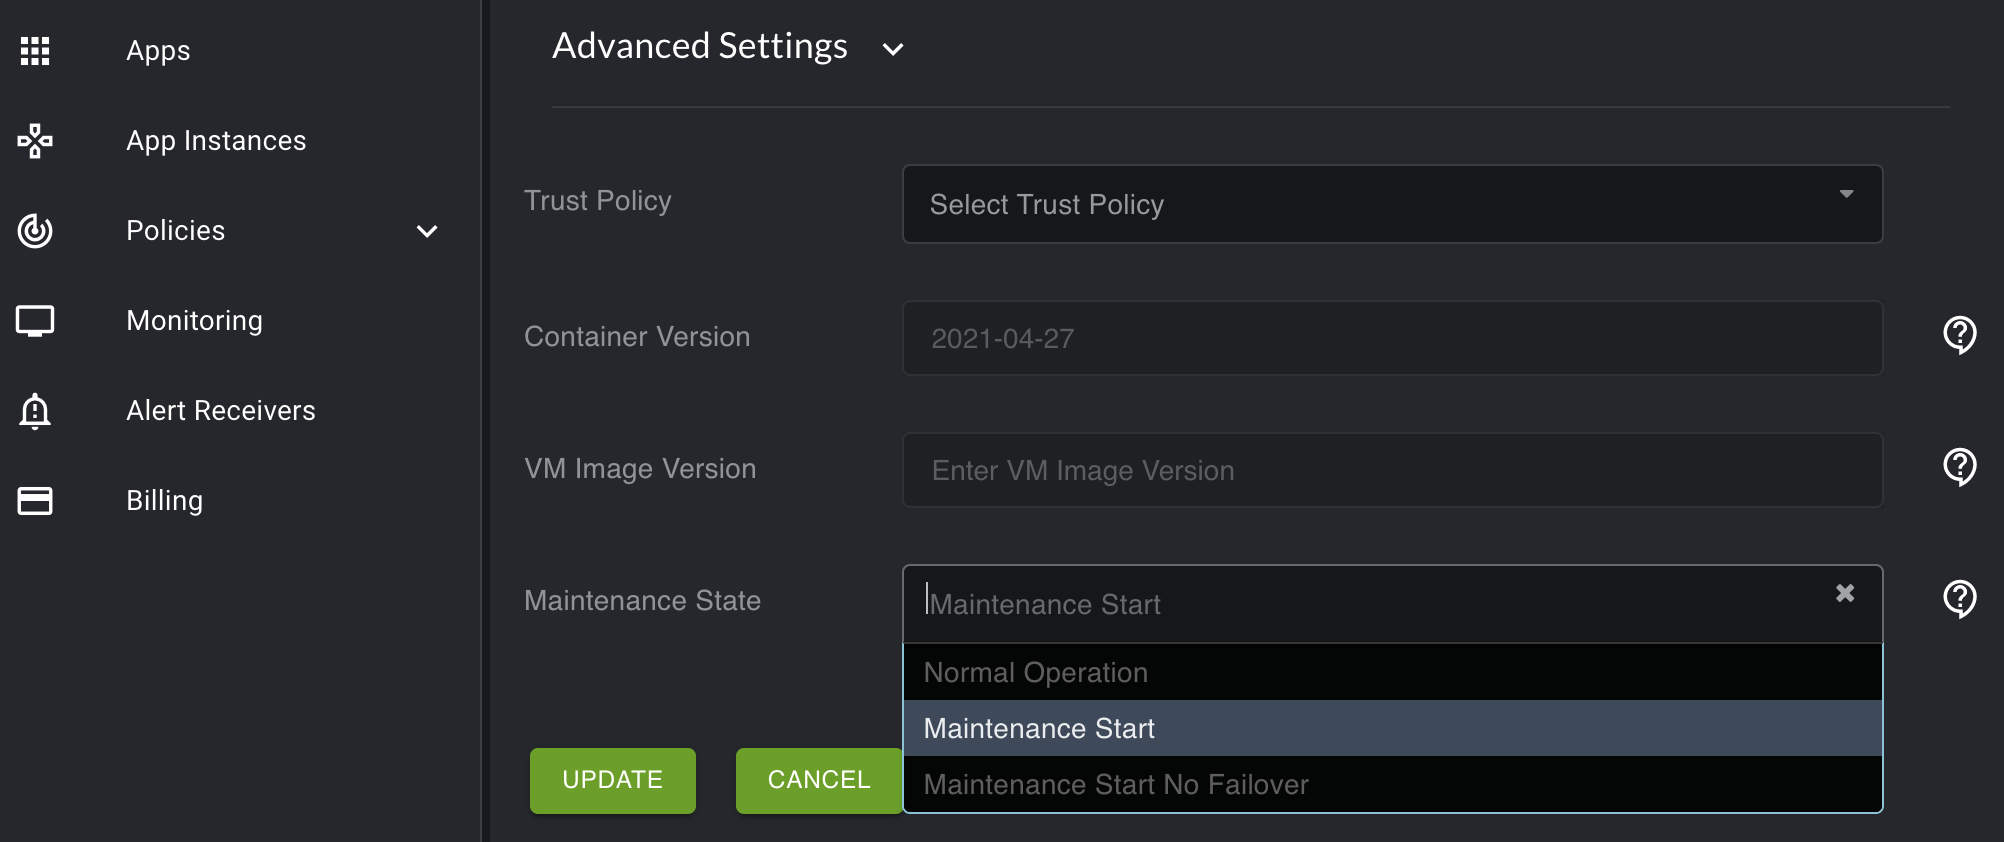 Apps
App Instances
Policies
Monitoring
Alert Receivers
Billing
Advanced Settings
Trust Policy
Select Trust Policy
Container Version
2021-04-27
VM Image Version
Enter VM Image Version
Maintenance State
Maintenance Start
Normal Operation
Maintenance Start
Maintenance Start No Failover
UPDATE
CANCEL